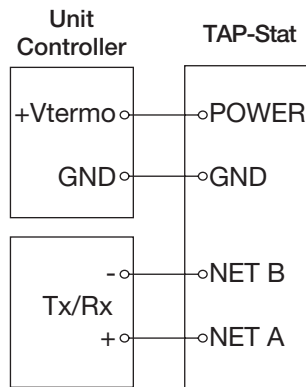 Unit
Controller
TAP-Stat
+Vtermo
POWER
GND
GND
-
NET B
Tx/Rx
+
NET A